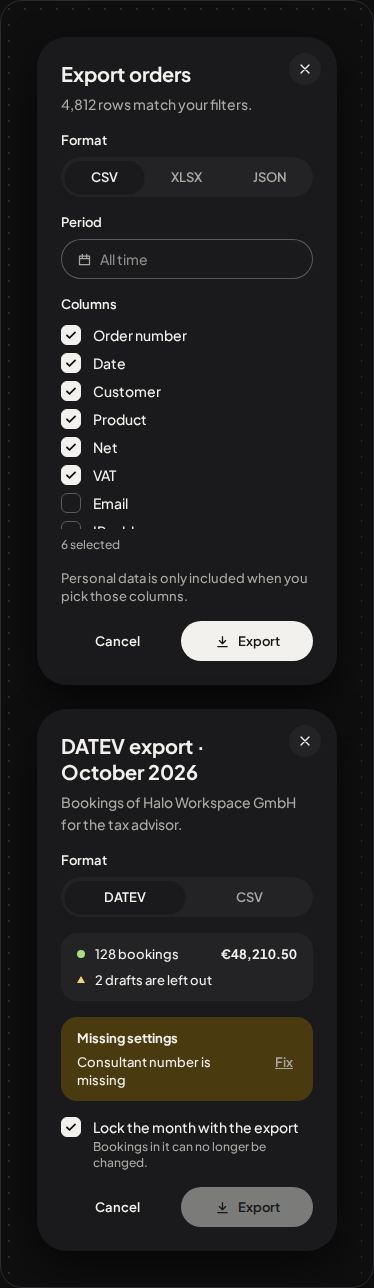 Export orders
4,812 rows match your filters.
Format
CSV XLSX JSON
Period
All time
Columns
Order number
Date
Customer
Product
Net
VAT
Email
6 selected
Personal data is only included when you
pick those columns.
Cancel Export
DATEV export ·
October 2026
Bookings of Halo Workspace GmbH
for the tax advisor.
Format
DATEV CSV
128 bookings €48,210.50
2 drafts are left out
Missing settings
Consultant number is Fix
missing
Lock the month with the export
Bookings in it can no longer be
changed.
Cancel Export